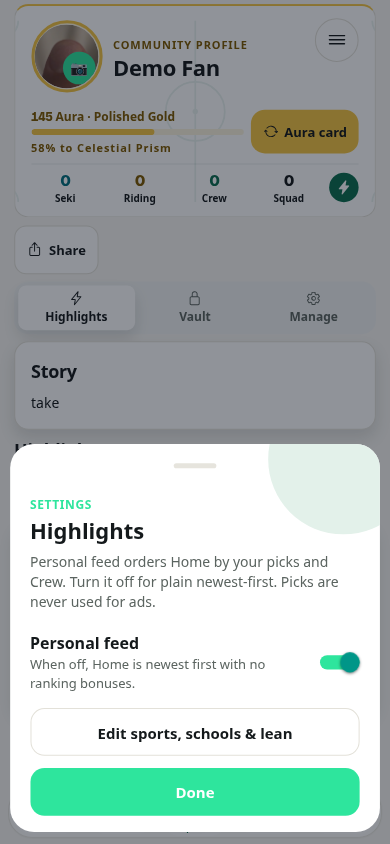 COMMUNITY PROFILE
Demo Fan
145 Aura · Polished Gold
58% to Celestial Prism
Aura card
0 0 0 0
Seki Riding Crew Squad
Share
Highlights Vault Manage
Story
take
SETTINGS
Highlights
Personal feed orders Home by your picks and
Crew. Turn it off for plain newest-first. Picks are
never used for ads.
Personal feed
When off, Home is newest first with no
ranking bonuses.
Edit sports, schools & lean
Done